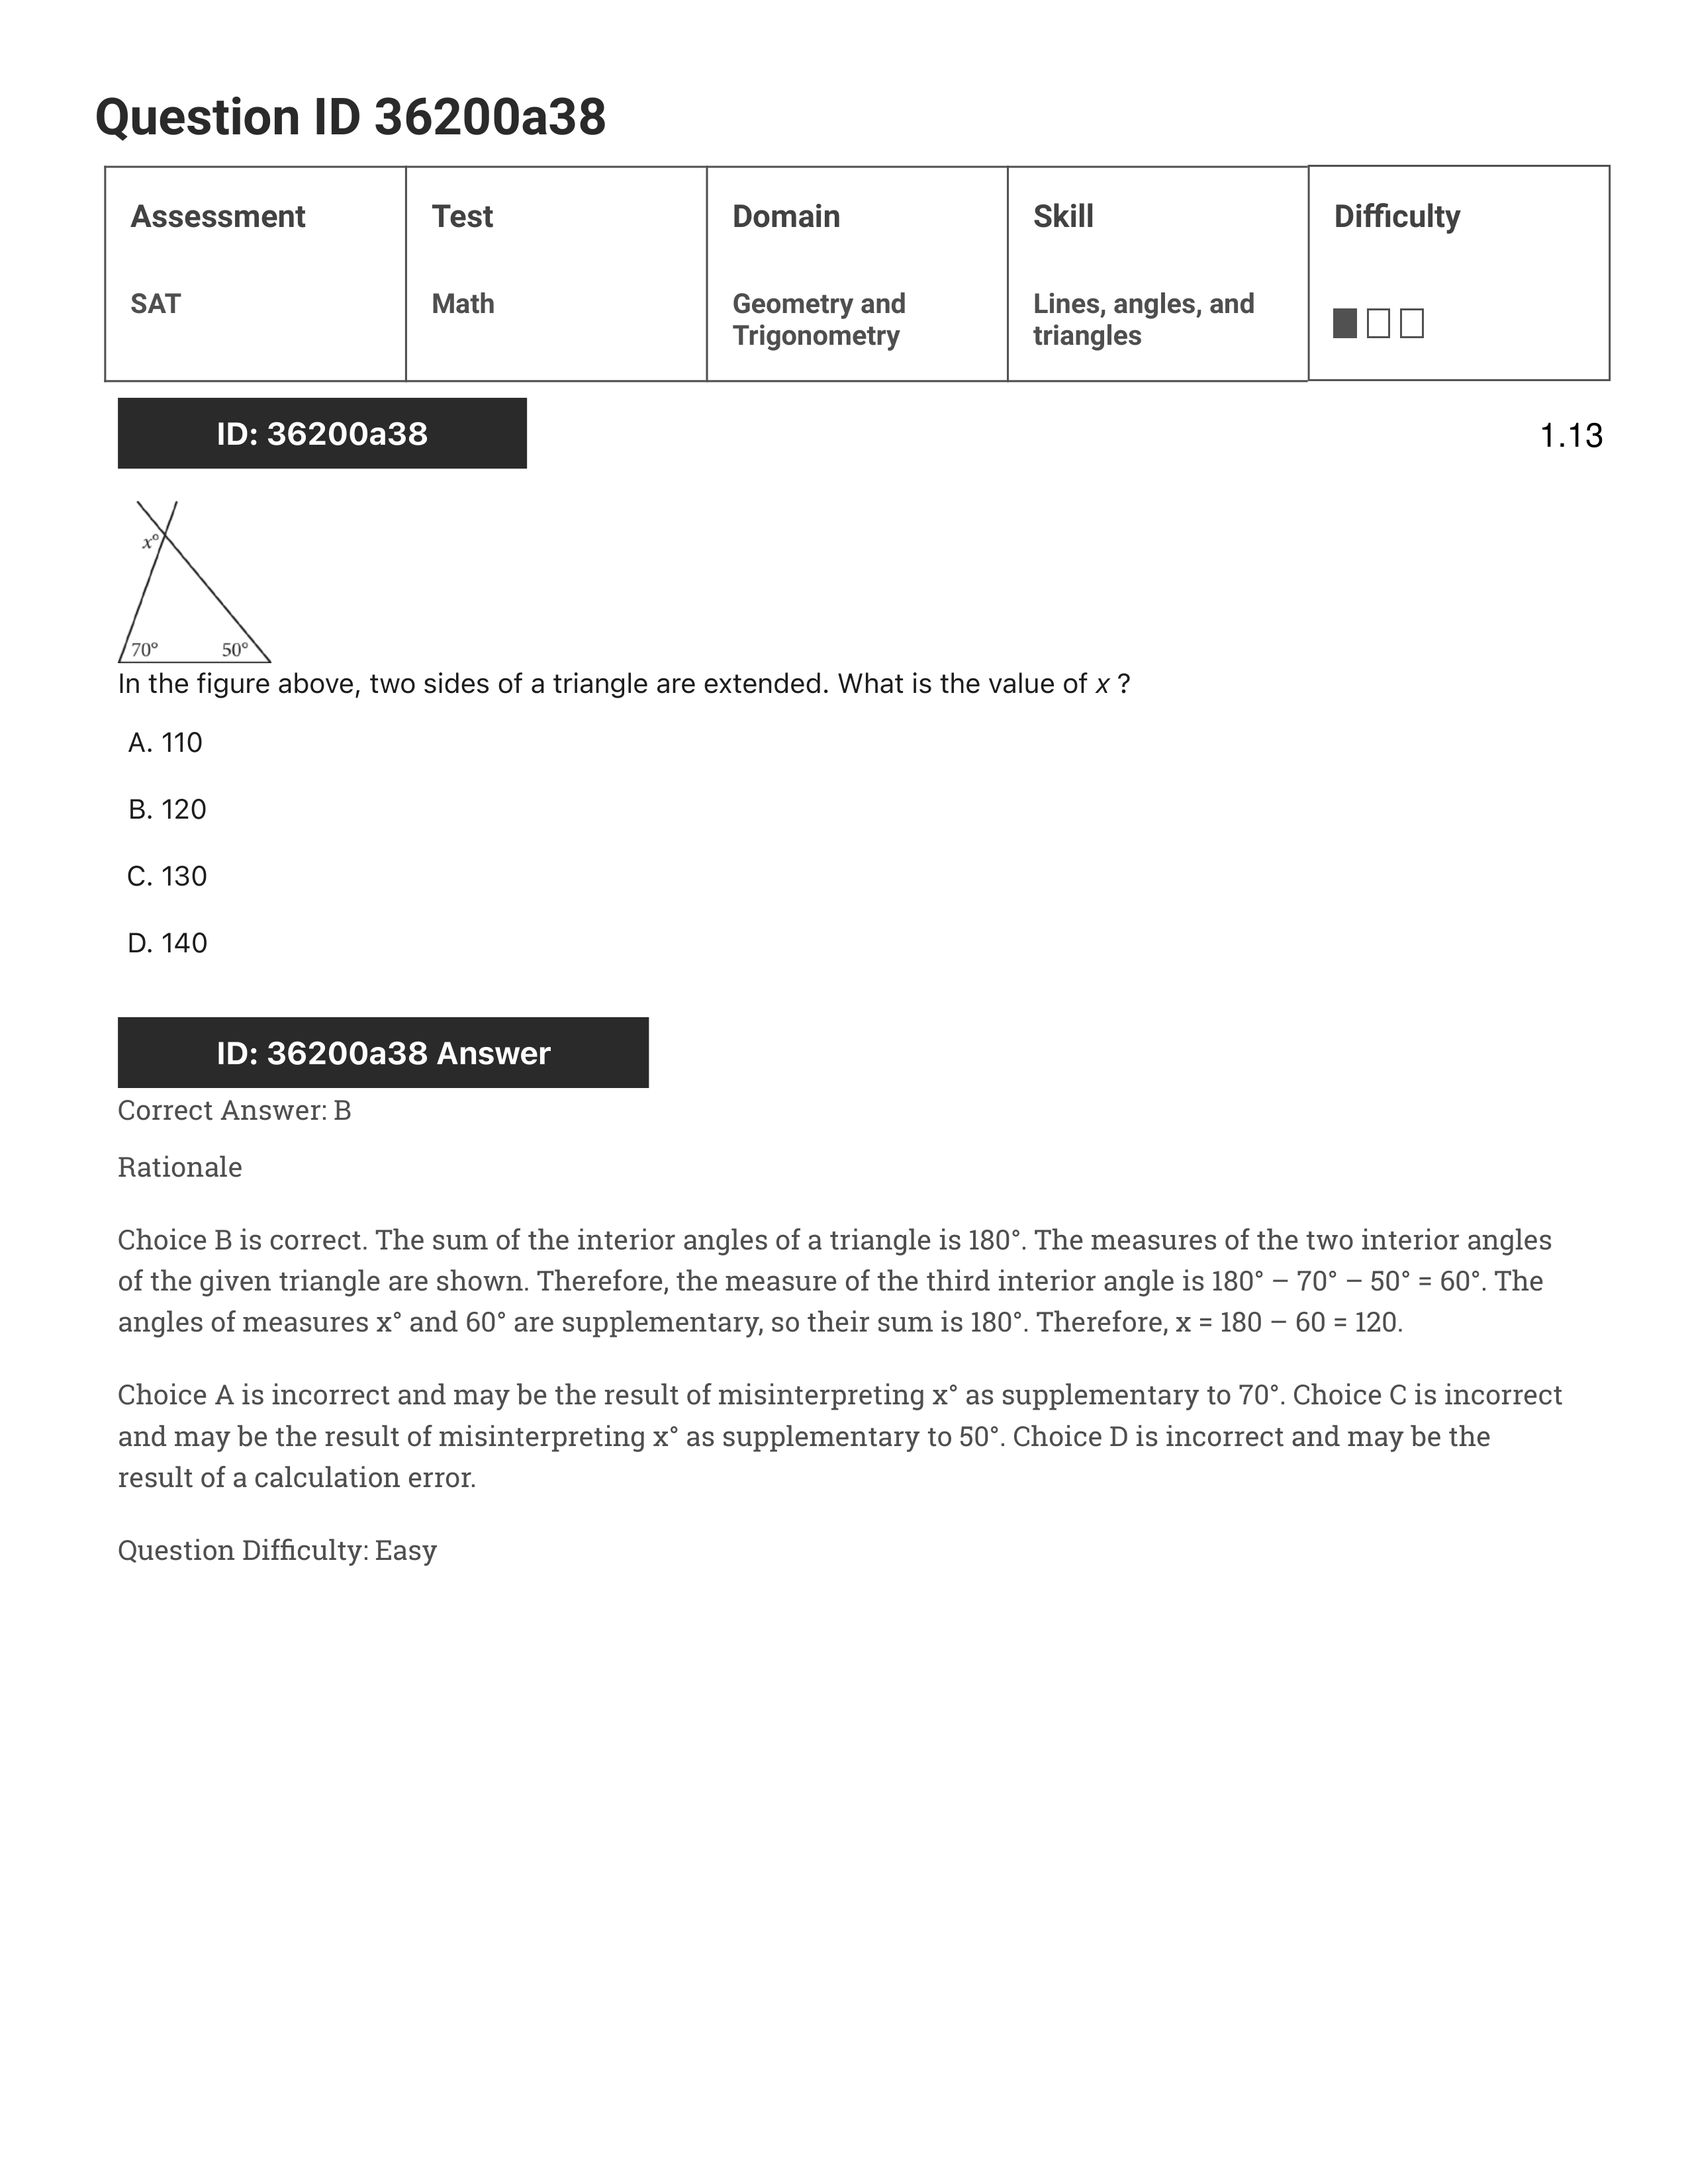 Question ID 36200a38
Assessment
Test
Domain
Skill
Difficulty
SAT
Math
Geometry and
Trigonometry
Lines, angles, and
triangles
ID: 36200a38
1.13
x°
70°
50°
In the figure above, two sides of a triangle are extended. What is the value of x ?
A. 110
B. 120
C. 130
D. 140
ID: 36200a38 Answer
Correct Answer: B
Rationale
Choice B is correct. The sum of the interior angles of a triangle is 180°. The measures of the two interior angles
of the given triangle are shown. Therefore, the measure of the third interior angle is 180° – 70° – 50° = 60°. The
angles of measures x° and 60° are supplementary, so their sum is 180°. Therefore, x = 180 – 60 = 120.
Choice A is incorrect and may be the result of misinterpreting x° as supplementary to 70°. Choice C is incorrect
and may be the result of misinterpreting x° as supplementary to 50°. Choice D is incorrect and may be the
result of a calculation error.
Question Difficulty: Easy